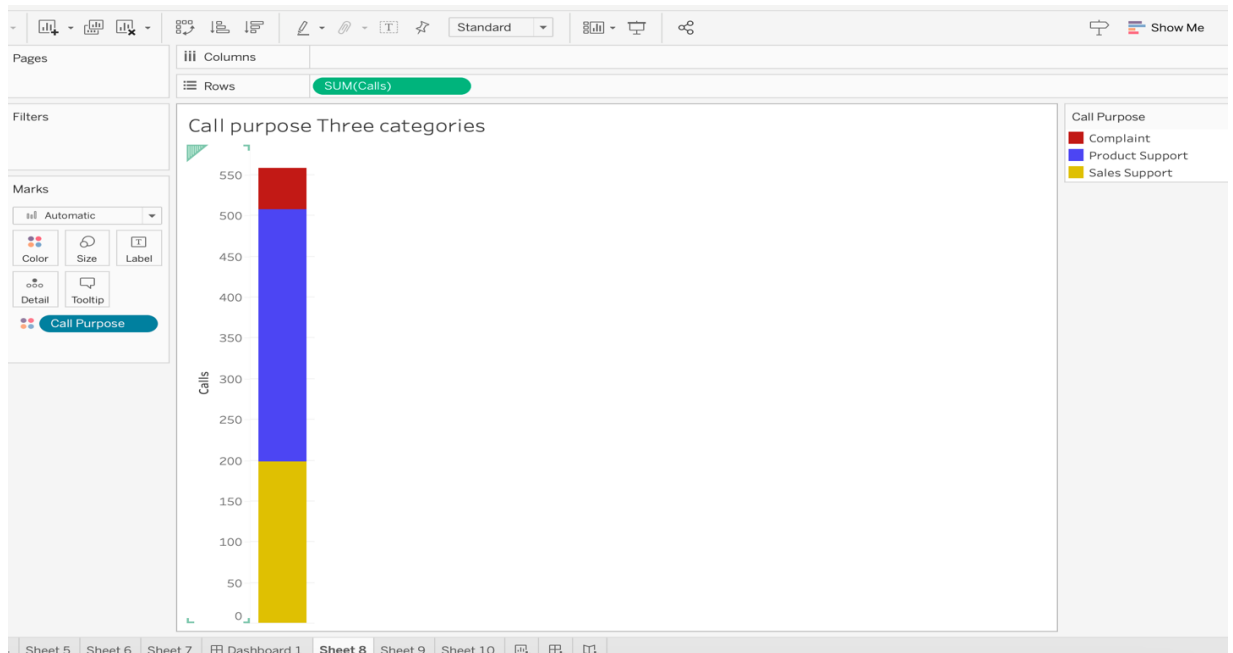 Standard
Show Me
Pages
Columns
Rows
SUM(Calls)
Filters
Marks
Automatic
Color
Size
Label
Detail
Tooltip
Call Purpose
Call purpose Three categories
550
500
450
400
350
300
250
200
150
100
50
0
Calls
Call Purpose
Complaint
Product Support
Sales Support
Sheet 5
Sheet 6
Sheet 7
Dashboard 1
Sheet 8
Sheet 9
Sheet 10